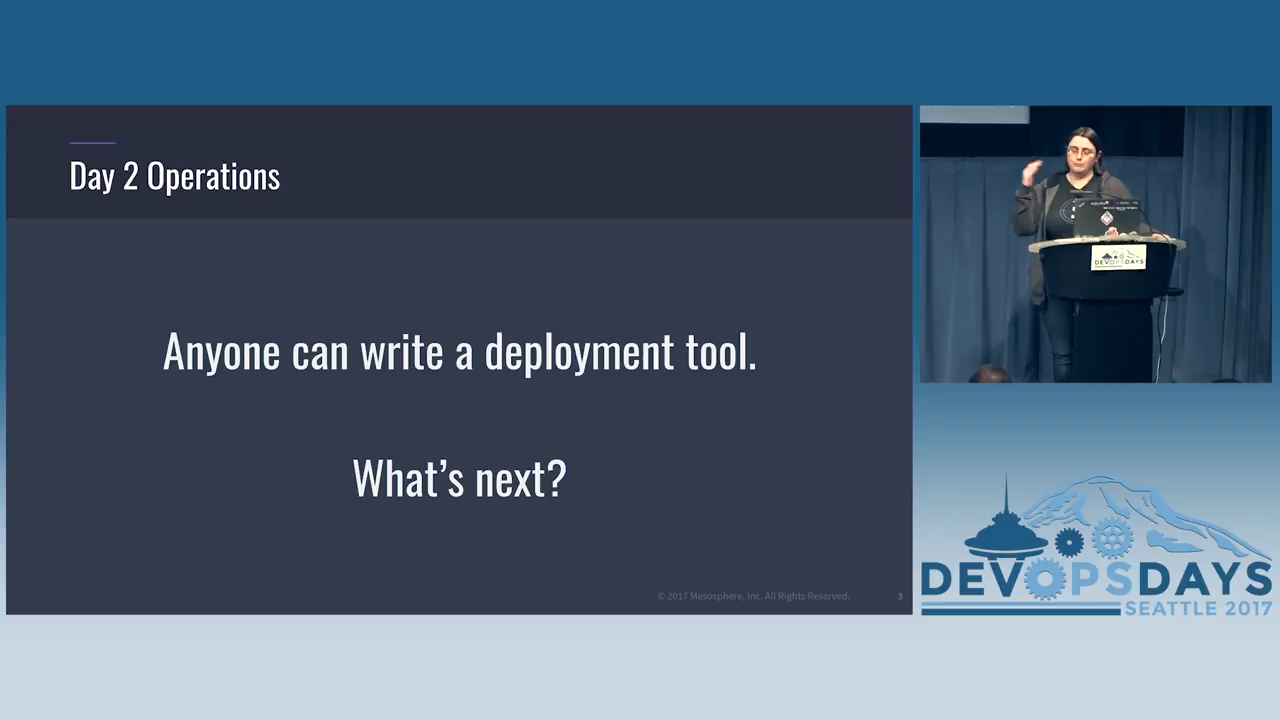 Day 2 Operations
Anyone can write a deployment tool.
What's next?
© 2017 Mesosphere, Inc. All Rights Reserved.
3
DEVOPSDAYS
DEVOPSDAYS
SEATTLE 2017